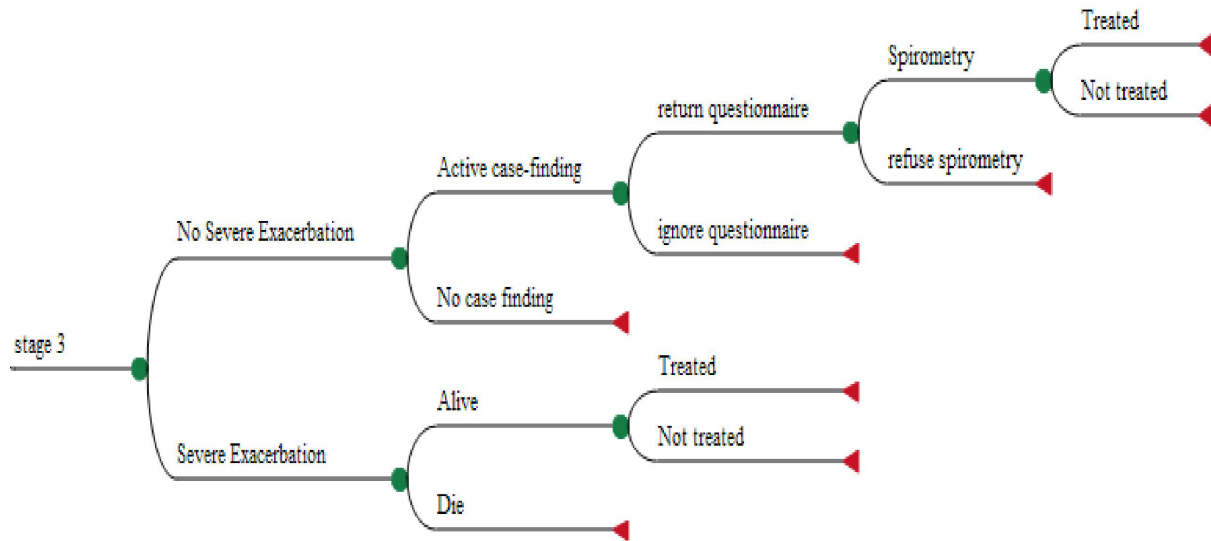 Treated
Spirometry
Not treated
return questionnaire
refuse spirometry
Active case-finding
ignore questionnaire
No Severe Exacerbation
No case finding
stage 3
Treated
Alive
Not treated
Severe Exacerbation
Die